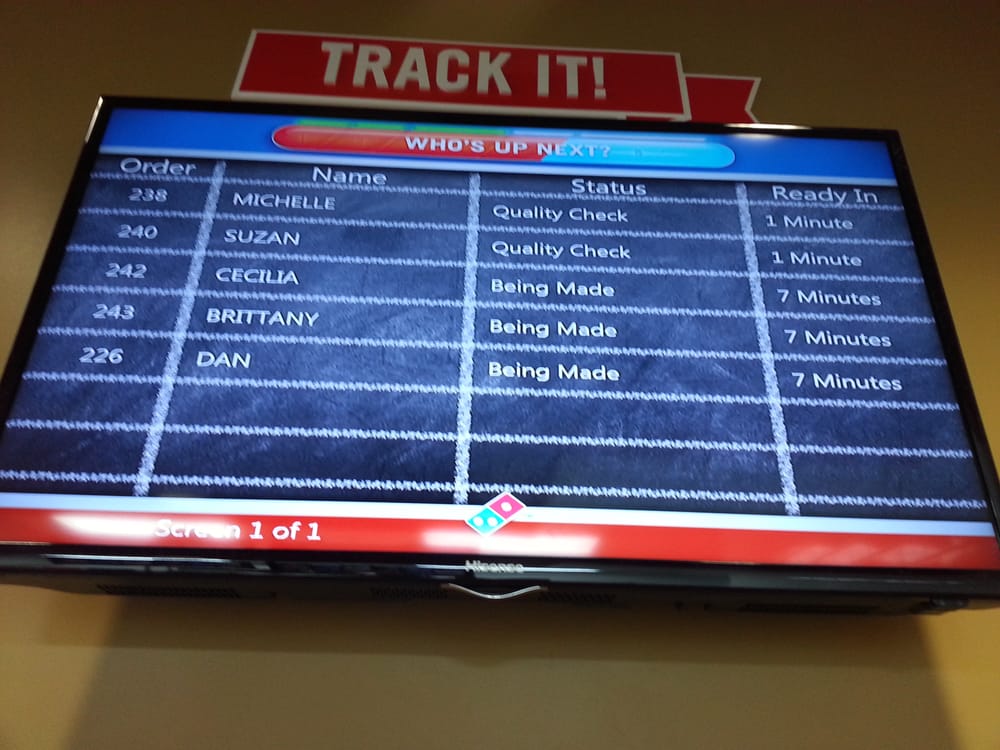 TRACK IT!
WHO'S UP NEXT?
Order Name Status Ready In
238 MICHELLE Quality Check 1 Minute
240 SUZAN Quality Check 1 Minute
242 CECILIA Being Made 7 Minutes
243 BRITTANY Being Made 7 Minutes
226 DAN Being Made 7 Minutes
Screen 1 of 1
Hisense